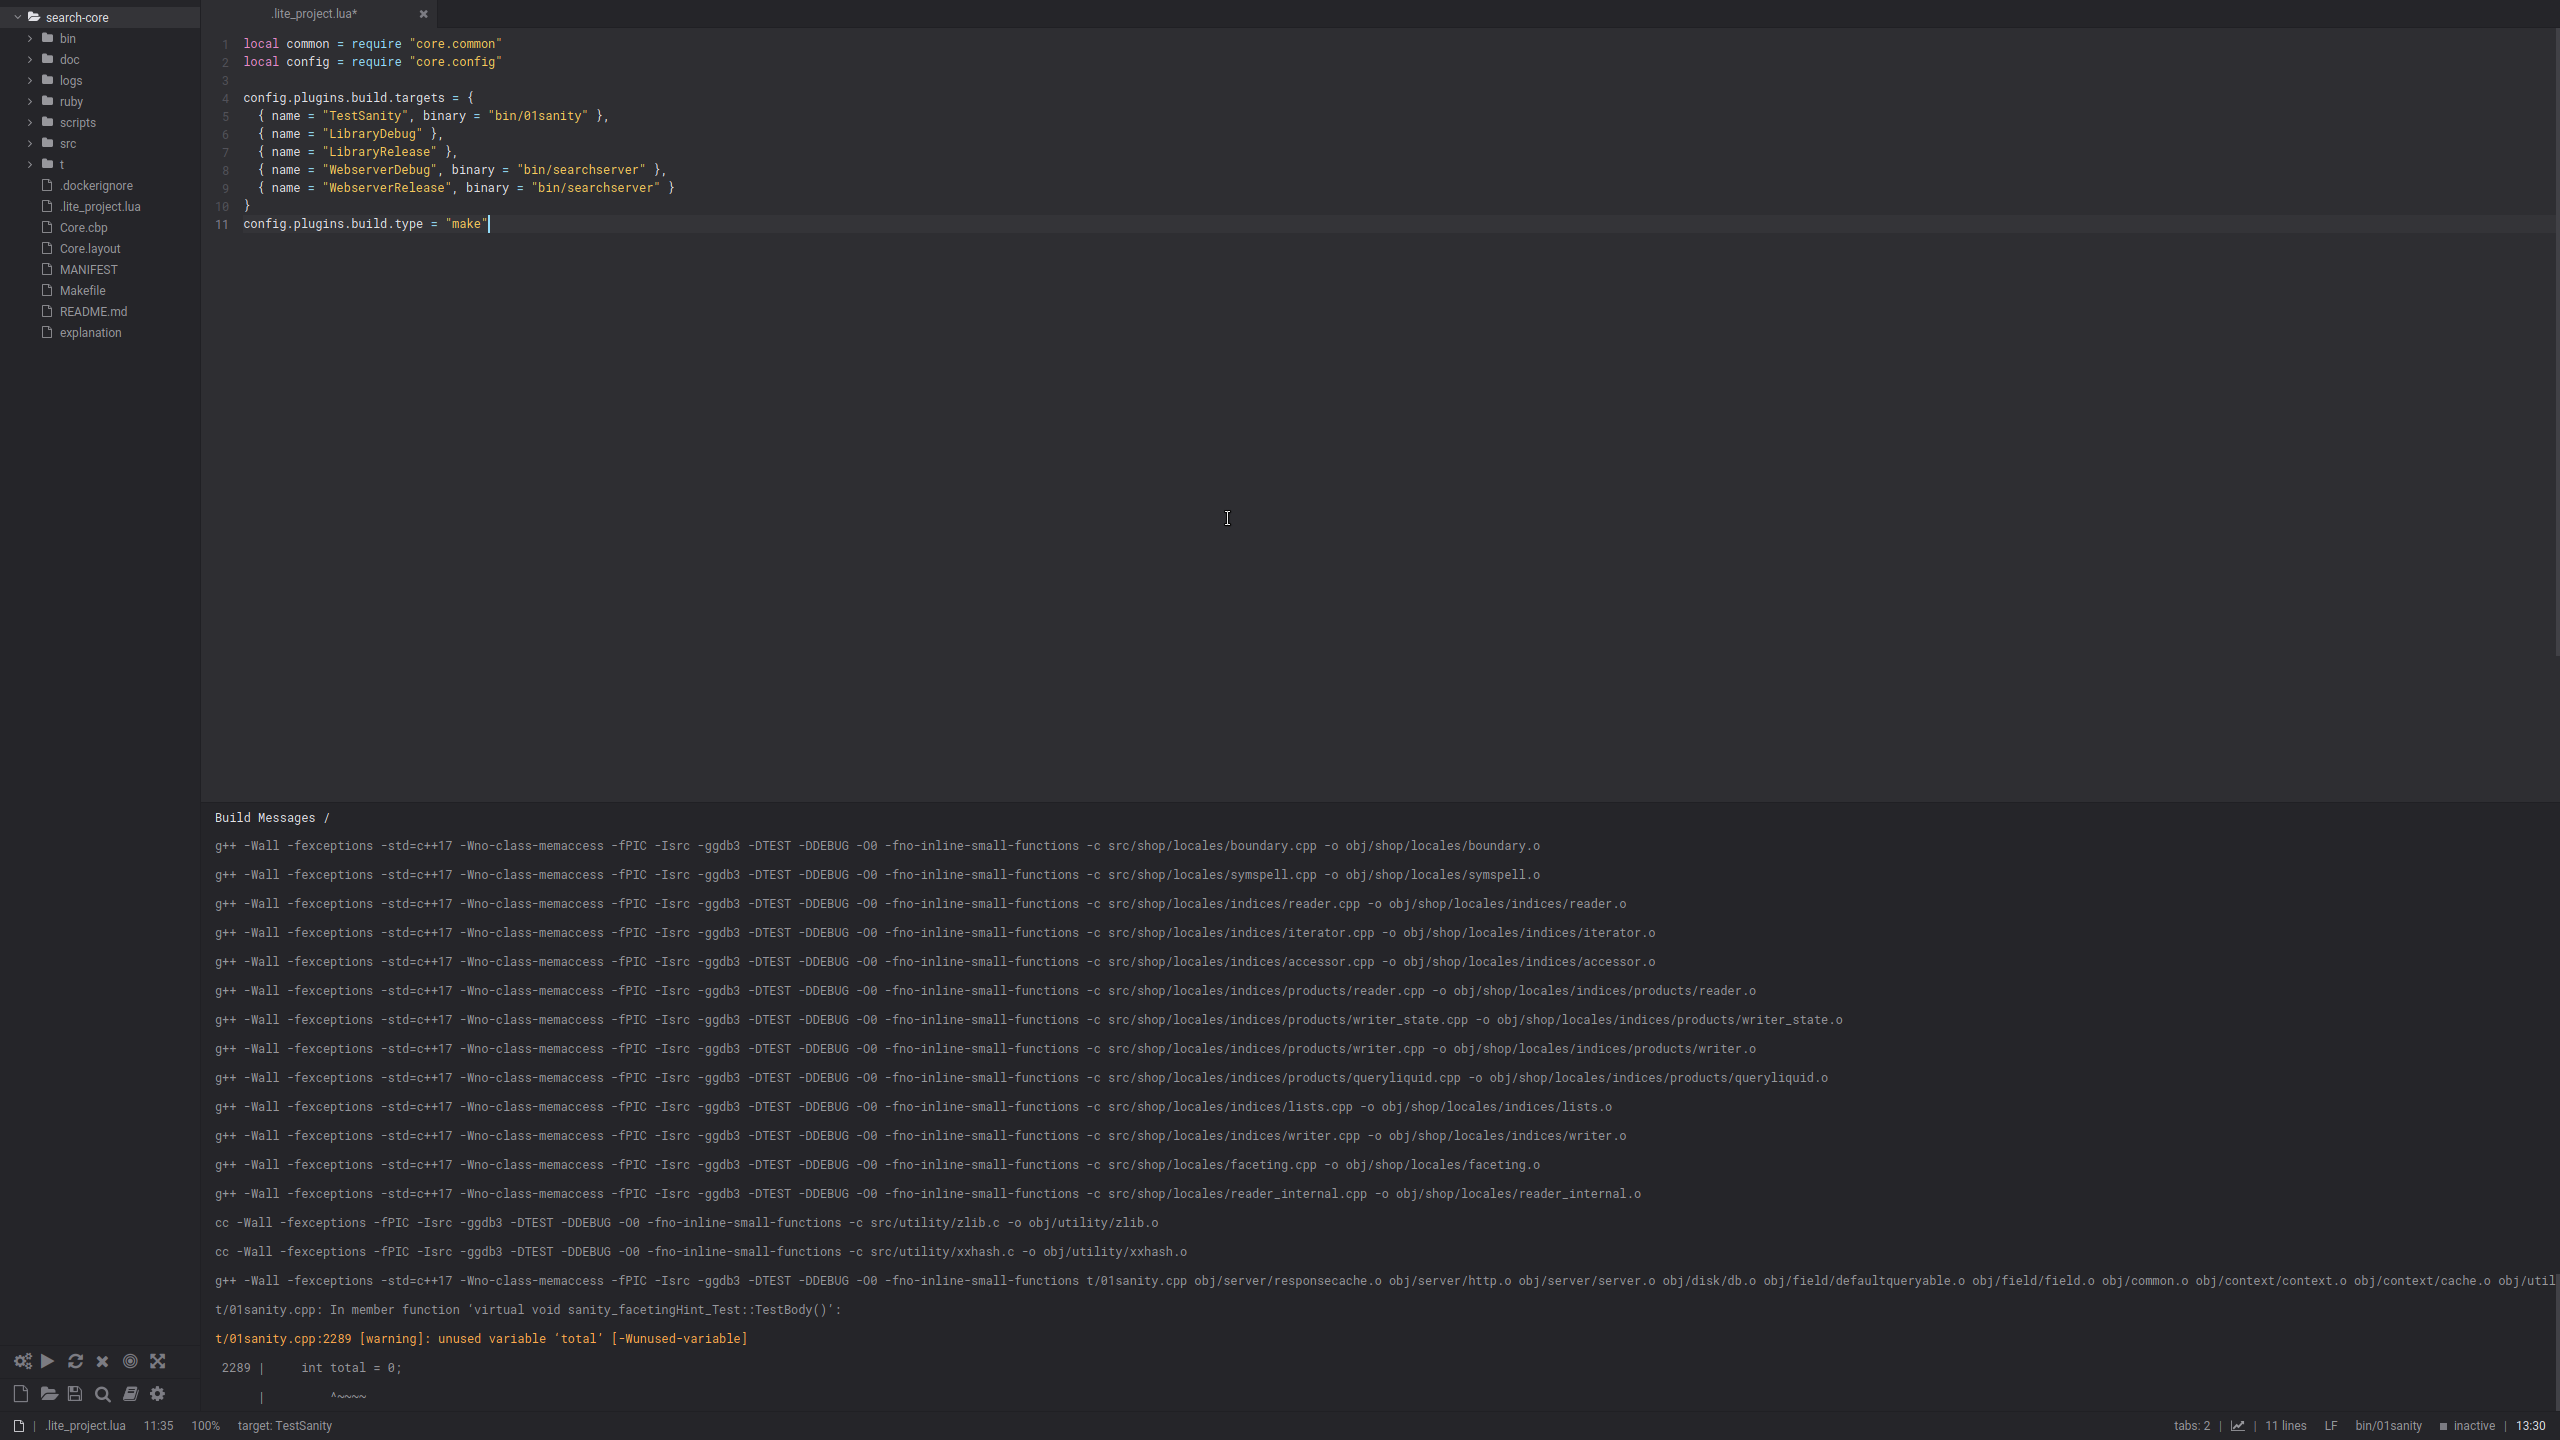 search-core
bin
doc
logs
ruby
scripts
src
t
.dockerignore
.lite_project.lua
Core.cbp
Core.layout
MANIFEST
Makefile
README.md
explanation
.lite_project.lua*
1 local common = require "core.common"
2 local config = require "core.config"
3
4 config.plugins.build.targets = {
5   { name = "TestSanity", binary = "bin/01sanity" },
6   { name = "LibraryDebug" },
7   { name = "LibraryRelease" },
8   { name = "WebserverDebug", binary = "bin/searchserver" },
9   { name = "WebserverRelease", binary = "bin/searchserver" }
10 }
11 config.plugins.build.type = "make"
Build Messages /
g++ -Wall -fexceptions -std=c++17 -Wno-class-memaccess -fPIC -Isrc -ggdb3 -DTEST -DDEBUG -O0 -fno-inline-small-functions -c src/shop/locales/boundary.cpp -o obj/shop/locales/boundary.o
g++ -Wall -fexceptions -std=c++17 -Wno-class-memaccess -fPIC -Isrc -ggdb3 -DTEST -DDEBUG -O0 -fno-inline-small-functions -c src/shop/locales/symspell.cpp -o obj/shop/locales/symspell.o
g++ -Wall -fexceptions -std=c++17 -Wno-class-memaccess -fPIC -Isrc -ggdb3 -DTEST -DDEBUG -O0 -fno-inline-small-functions -c src/shop/locales/indices/reader.cpp -o obj/shop/locales/indices/reader.o
g++ -Wall -fexceptions -std=c++17 -Wno-class-memaccess -fPIC -Isrc -ggdb3 -DTEST -DDEBUG -O0 -fno-inline-small-functions -c src/shop/locales/indices/iterator.cpp -o obj/shop/locales/indices/iterator.o
g++ -Wall -fexceptions -std=c++17 -Wno-class-memaccess -fPIC -Isrc -ggdb3 -DTEST -DDEBUG -O0 -fno-inline-small-functions -c src/shop/locales/indices/accessor.cpp -o obj/shop/locales/indices/accessor.o
g++ -Wall -fexceptions -std=c++17 -Wno-class-memaccess -fPIC -Isrc -ggdb3 -DTEST -DDEBUG -O0 -fno-inline-small-functions -c src/shop/locales/indices/products/reader.cpp -o obj/shop/locales/indices/products/reader.o
g++ -Wall -fexceptions -std=c++17 -Wno-class-memaccess -fPIC -Isrc -ggdb3 -DTEST -DDEBUG -O0 -fno-inline-small-functions -c src/shop/locales/indices/products/writer_state.cpp -o obj/shop/locales/indices/products/writer_state.o
g++ -Wall -fexceptions -std=c++17 -Wno-class-memaccess -fPIC -Isrc -ggdb3 -DTEST -DDEBUG -O0 -fno-inline-small-functions -c src/shop/locales/indices/products/writer.cpp -o obj/shop/locales/indices/products/writer.o
g++ -Wall -fexceptions -std=c++17 -Wno-class-memaccess -fPIC -Isrc -ggdb3 -DTEST -DDEBUG -O0 -fno-inline-small-functions -c src/shop/locales/indices/products/queryliquid.cpp -o obj/shop/locales/indices/products/queryliquid.o
g++ -Wall -fexceptions -std=c++17 -Wno-class-memaccess -fPIC -Isrc -ggdb3 -DTEST -DDEBUG -O0 -fno-inline-small-functions -c src/shop/locales/indices/lists.cpp -o obj/shop/locales/indices/lists.o
g++ -Wall -fexceptions -std=c++17 -Wno-class-memaccess -fPIC -Isrc -ggdb3 -DTEST -DDEBUG -O0 -fno-inline-small-functions -c src/shop/locales/indices/writer.cpp -o obj/shop/locales/indices/writer.o
g++ -Wall -fexceptions -std=c++17 -Wno-class-memaccess -fPIC -Isrc -ggdb3 -DTEST -DDEBUG -O0 -fno-inline-small-functions -c src/shop/locales/faceting.cpp -o obj/shop/locales/faceting.o
g++ -Wall -fexceptions -std=c++17 -Wno-class-memaccess -fPIC -Isrc -ggdb3 -DTEST -DDEBUG -O0 -fno-inline-small-functions -c src/shop/locales/reader_internal.cpp -o obj/shop/locales/reader_internal.o
cc -Wall -fexceptions -fPIC -Isrc -ggdb3 -DTEST -DDEBUG -O0 -fno-inline-small-functions -c src/utility/zlib.c -o obj/utility/zlib.o
cc -Wall -fexceptions -fPIC -Isrc -ggdb3 -DTEST -DDEBUG -O0 -fno-inline-small-functions -c src/utility/xxhash.c -o obj/utility/xxhash.o
g++ -Wall -fexceptions -std=c++17 -Wno-class-memaccess -fPIC -Isrc -ggdb3 -DTEST -DDEBUG -O0 -fno-inline-small-functions t/01sanity.cpp obj/server/responsecache.o obj/server/http.o obj/server/server.o obj/disk/db.o obj/field/defaultqueryable.o obj/field/field.o obj/common.o obj/context/context.o obj/context/cache.o obj/util
t/01sanity.cpp: In member function ‘virtual void sanity_facetingHint_Test::TestBody()’:
t/01sanity.cpp:2289 [warning]: unused variable ‘total’ [-Wunused-variable]
2289 |     int total = 0;
|         ^~~~~
| .lite_project.lua 11:35 100% target: TestSanity
tabs: 2 | | 11 lines LF bin/01sanity inactive | 13:30